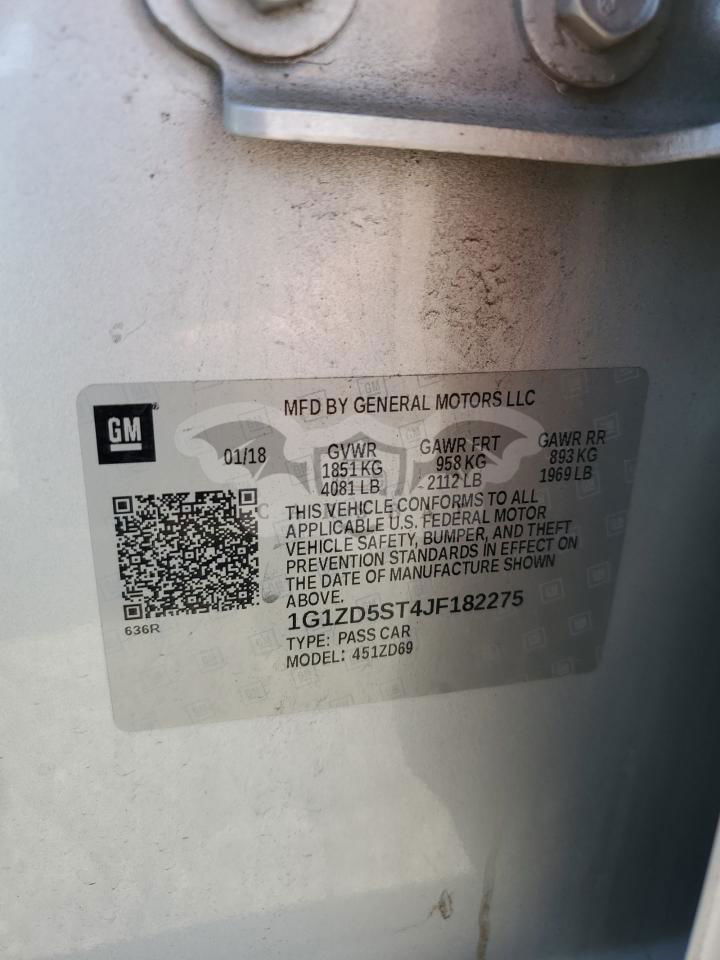 GM
MFD BY GENERAL MOTORS LLC
01/18
GVWR
1851 KG
4081 LB
GAWR FRT
958 KG
2112 LB
GAWR RR
893 KG
1969 LB
THIS VEHICLE CONFORMS TO ALL
APPLICABLE U.S. FEDERAL MOTOR
VEHICLE SAFETY, BUMPER, AND THEFT
PREVENTION STANDARDS IN EFFECT ON
THE DATE OF MANUFACTURE SHOWN
ABOVE.
1G1ZD5ST4JF182275
TYPE: PASS CAR
MODEL: 451ZD69
636R